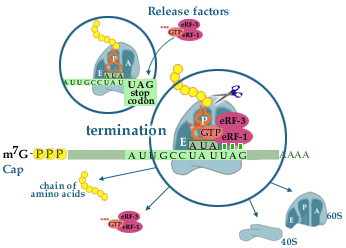 Release factors
eRF-3
GTP
eRF-1
P
E A
AUA
AUUGCCUAU UAG
stop
codon
termination
P
E
GTP eRF-3
eRF-1
AUA
m7G-PPP AUUGCCUAUUAG AAAA
Cap
chain of
amino acids
eRF-3
GTP
eRF-1
P
E A
60S
40S